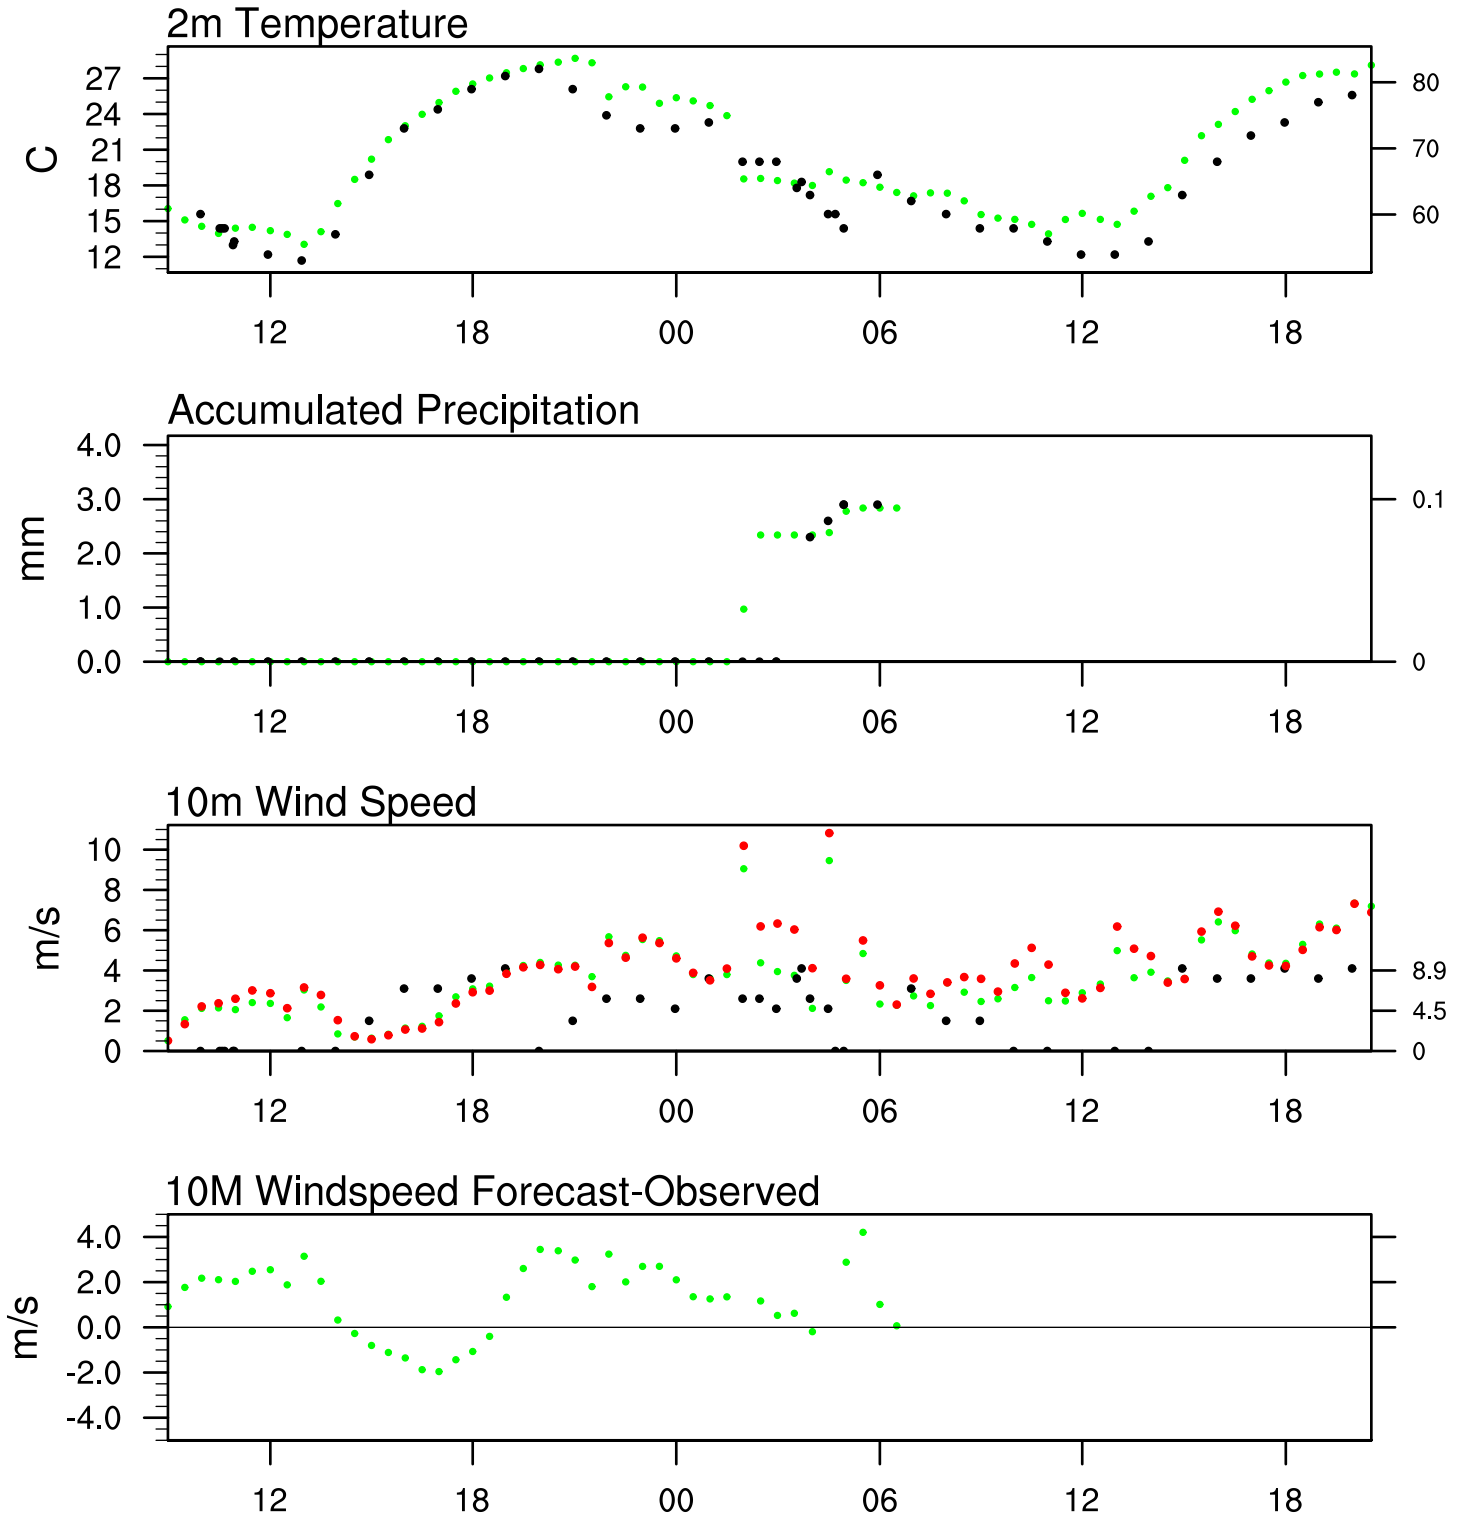 2m Temperature
C
27
24
21
18
15
12
80
70
60
12 18 00 06 12 18
Accumulated Precipitation
mm
4.0
3.0
2.0
1.0
0.0
0.1
0
12 18 00 06 12 18
10m Wind Speed
m/s
10
8
6
4
2
0
8.9
4.5
0
12 18 00 06 12 18
10M Windspeed Forecast-Observed
m/s
4.0
2.0
0.0
-2.0
-4.0
12 18 00 06 12 18